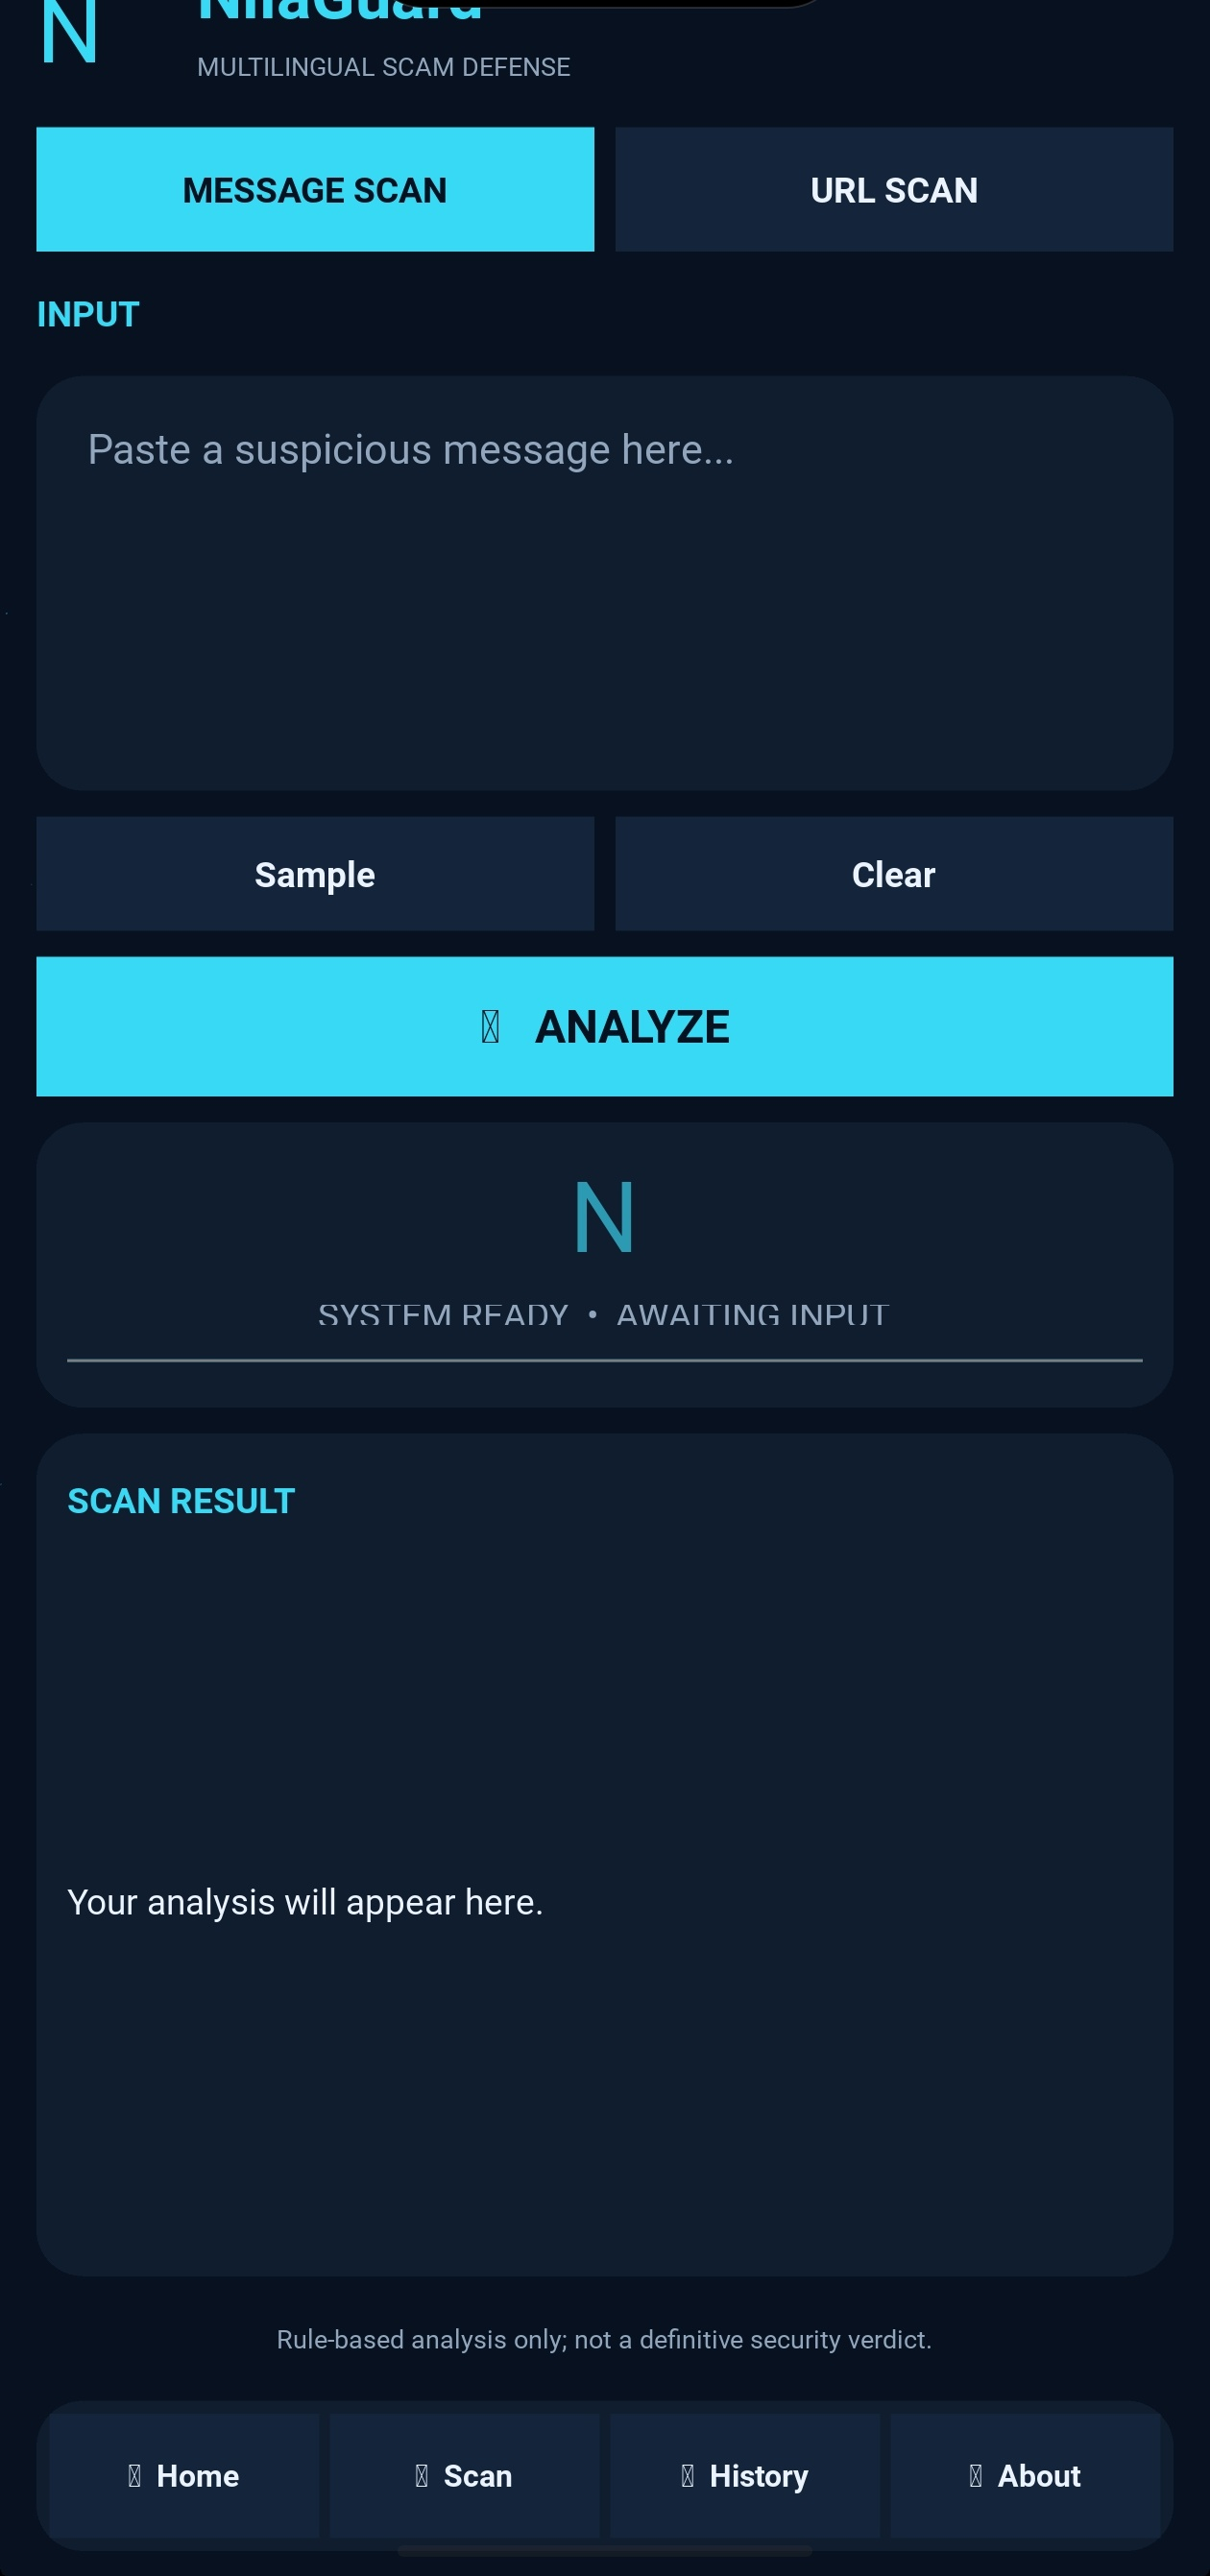 N
NilaGuard
MULTILINGUAL SCAM DEFENSE
MESSAGE SCAN
URL SCAN
INPUT
Paste a suspicious message here...
Sample
Clear
ANALYZE
N
SYSTEM READY • AWAITING INPUT
SCAN RESULT
Your analysis will appear here.
Rule-based analysis only; not a definitive security verdict.
Home
Scan
History
About